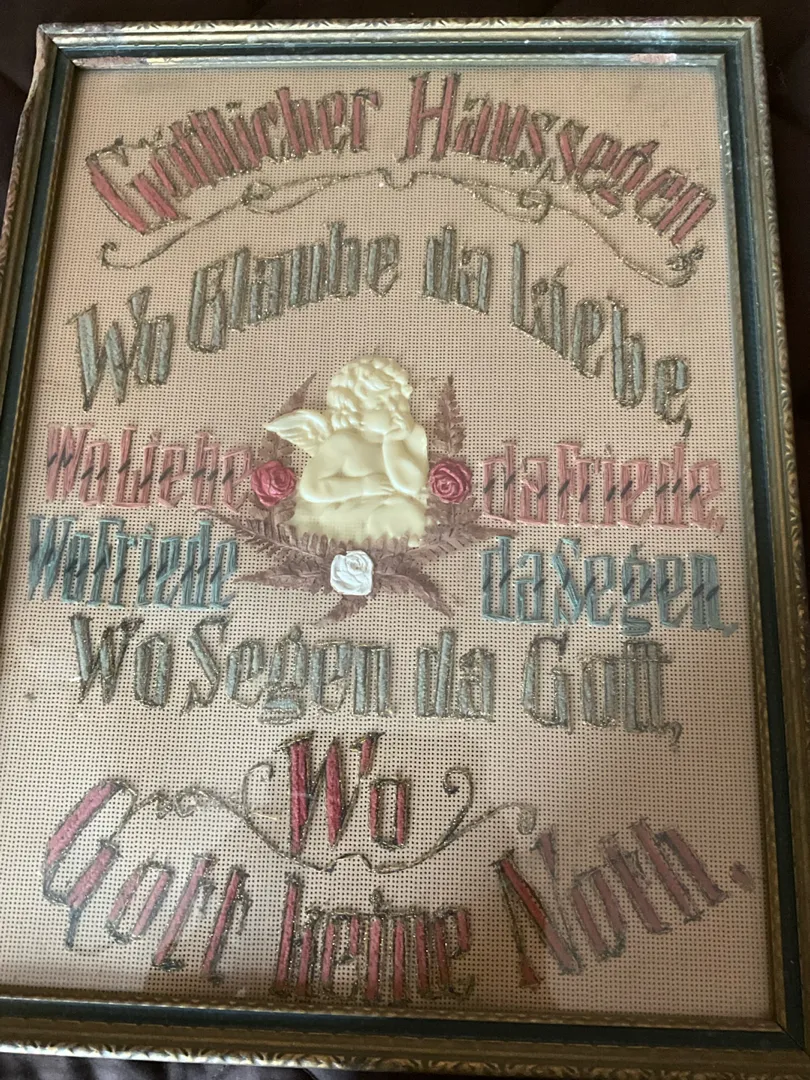 Göttlicher Haussegen
Wo Glaube da Liebe,
Wo Liebe da Friede
Wo Friede da Segen,
Wo Segen da Gott,
Wo
Gott keine Noth.